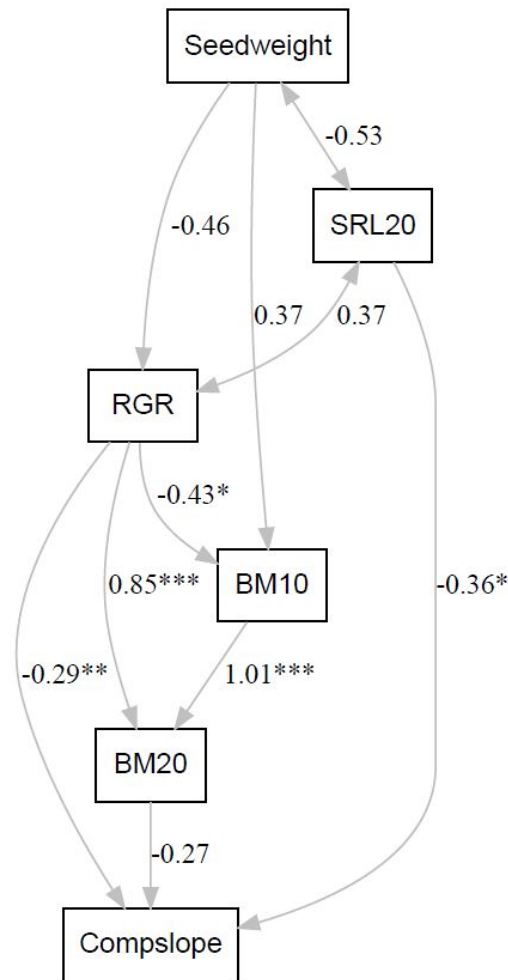 Seedweight
-0.53
SRL20
-0.46
0.37
0.37
RGR
-0.43*
BM10
0.85***
-0.36*
-0.29**
1.01***
BM20
-0.27
Compslope